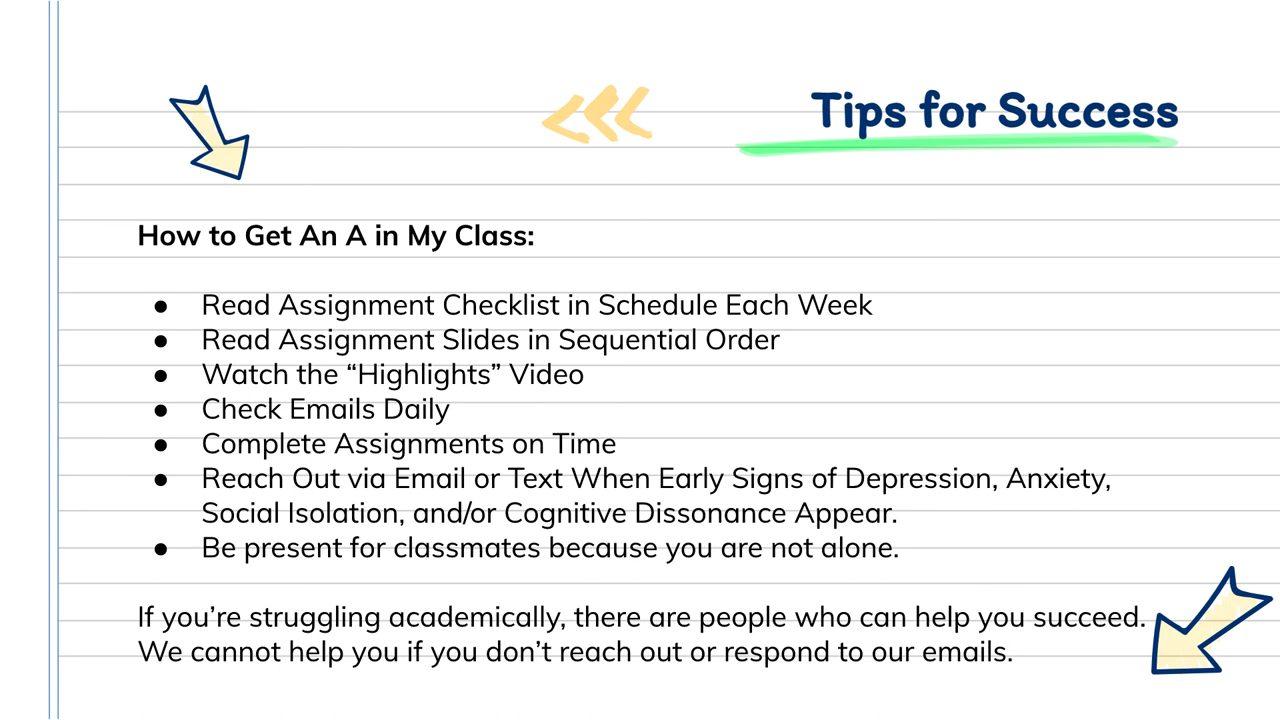 Tips for Success
How to Get An A in My Class:
● Read Assignment Checklist in Schedule Each Week
● Read Assignment Slides in Sequential Order
● Watch the “Highlights” Video
● Check Emails Daily
● Complete Assignments on Time
● Reach Out via Email or Text When Early Signs of Depression, Anxiety,
Social Isolation, and/or Cognitive Dissonance Appear.
● Be present for classmates because you are not alone.
If you’re struggling academically, there are people who can help you succeed.
We cannot help you if you don’t reach out or respond to our emails.